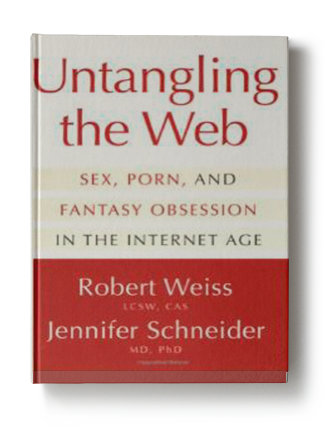 Untangling
the Web
SEX, PORN, AND
FANTASY OBSESSION
IN THE INTERNET AGE
Robert Weiss
LCSW, CAS
Jennifer Schneider
MD, PhD